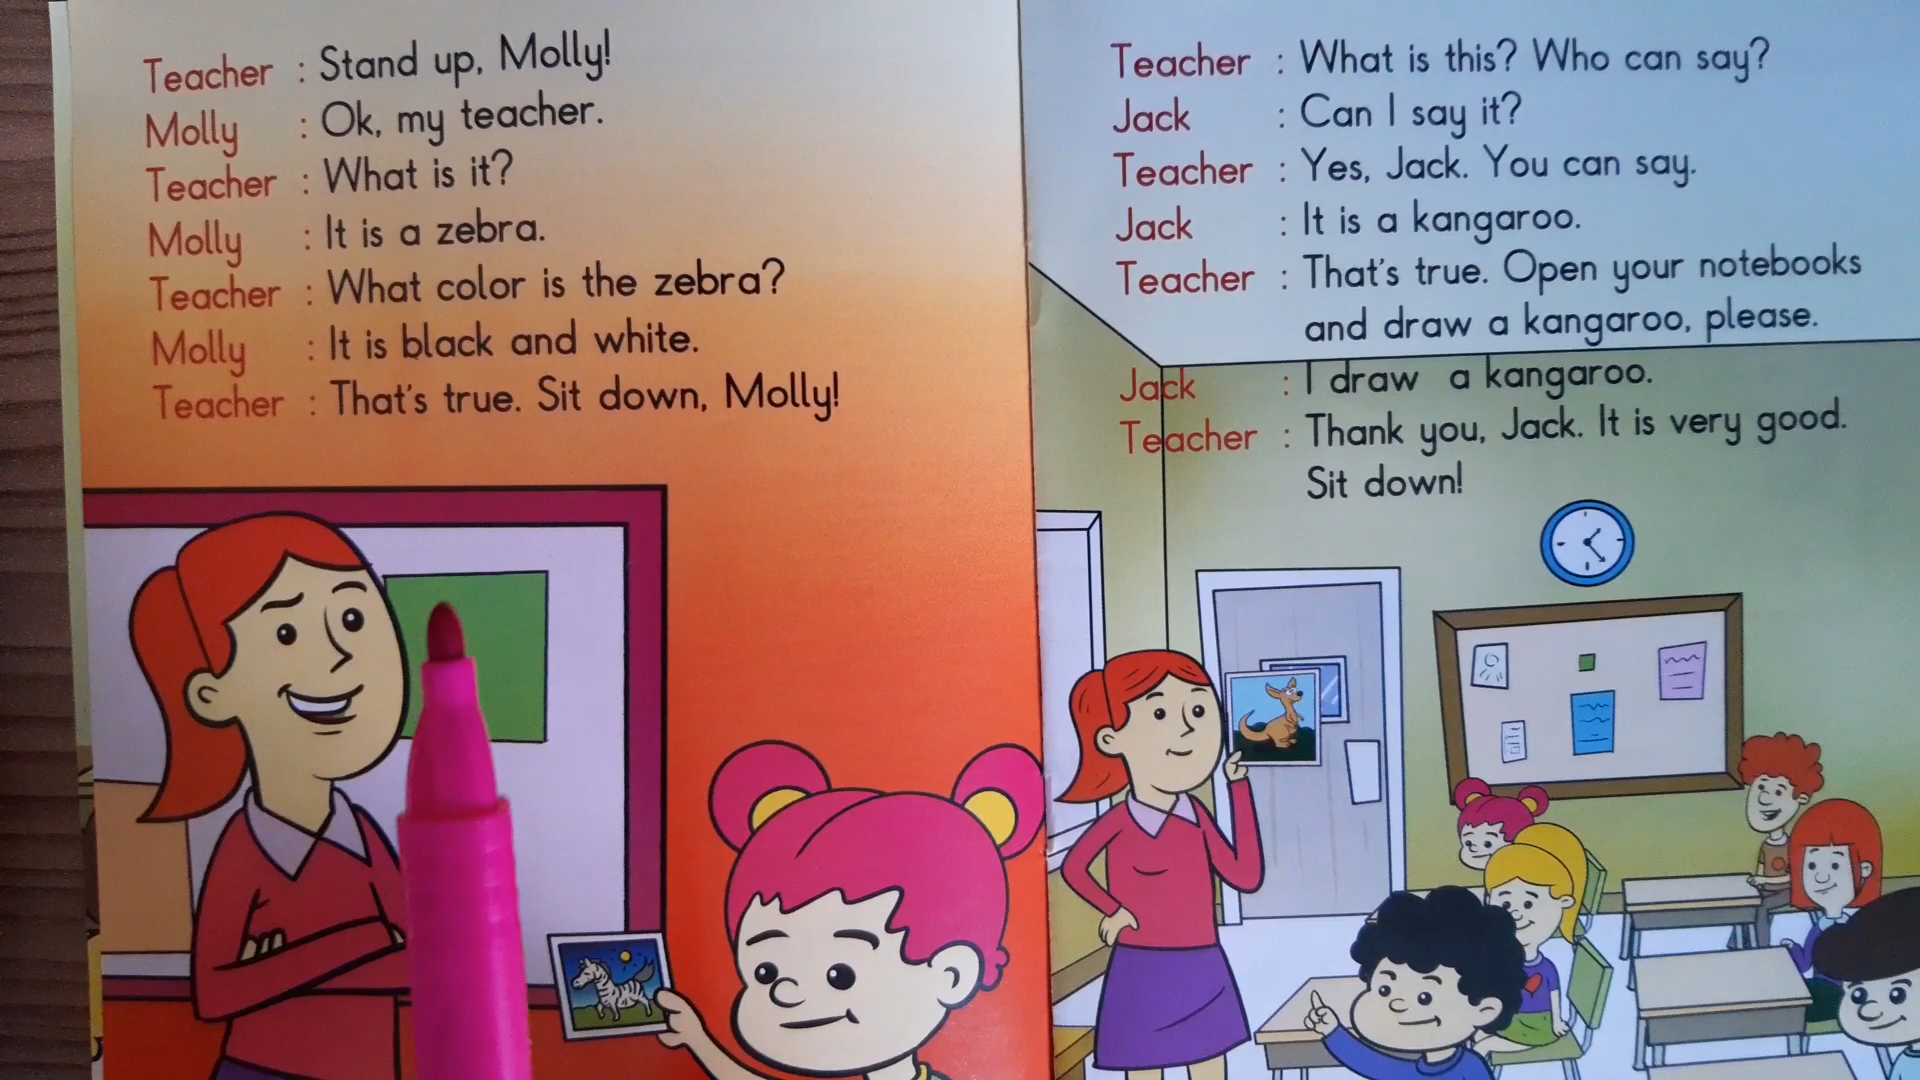 Teacher : Stand up, Molly!
Molly : Ok, my teacher.
Teacher : What is it?
Molly : It is a zebra.
Teacher : What color is the zebra?
Molly : It is black and white.
Teacher : That's true. Sit down, Molly!
Teacher : What is this? Who can say?
Jack : Can I say it?
Teacher : Yes, Jack. You can say.
Jack : It is a kangaroo.
Teacher : That's true. Open your notebooks
and draw a kangaroo, please.
Jack : I draw a kangaroo.
Teacher : Thank you, Jack. It is very good.
Sit down!